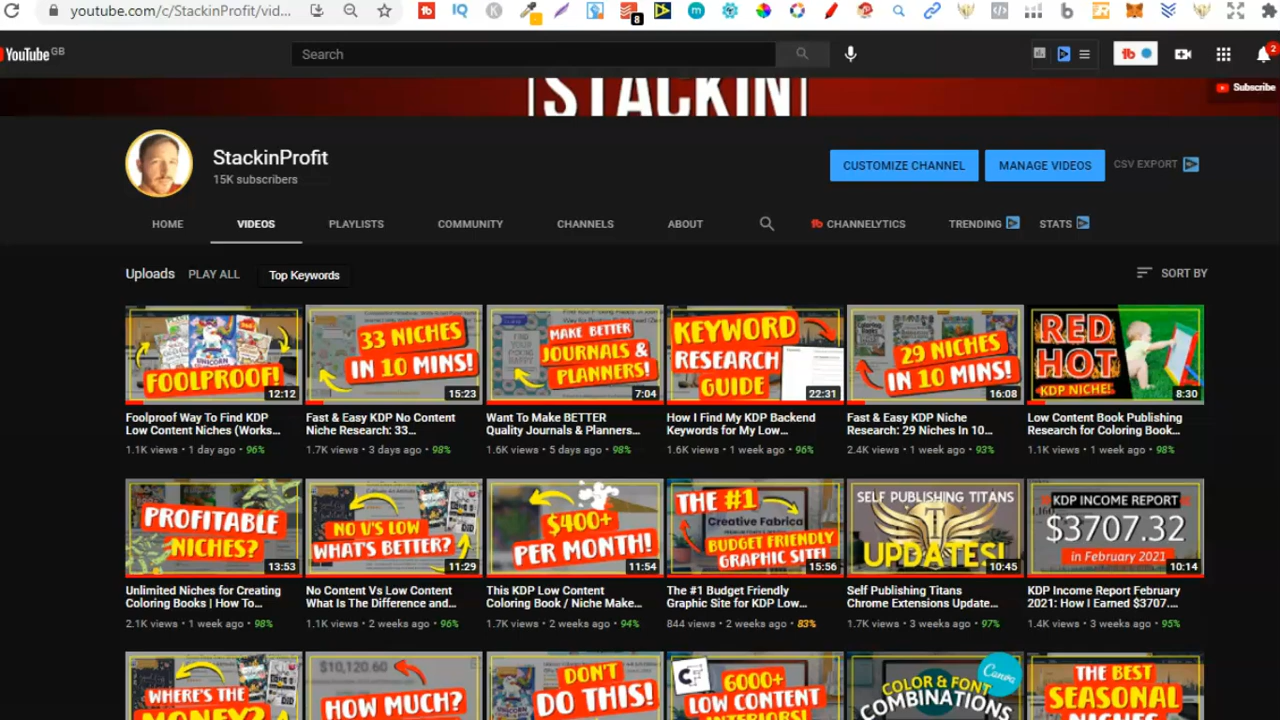 youtube.com/c/StackinProfit/vid...
8
YouTube GB
Search
2
|STACKIN|
Subscribe
StackinProfit
15K subscribers
CUSTOMIZE CHANNEL
MANAGE VIDEOS
CSV EXPORT
HOME
VIDEOS
PLAYLISTS
COMMUNITY
CHANNELS
ABOUT
CHANNELYTICS
TRENDING
STATS
Uploads
PLAY ALL
Top Keywords
SORT BY
FOOLPROOF!
12:12
33 NICHES
IN 10 MINS!
15:23
MAKE BETTER
JOURNALS &
PLANNERS!
7:04
KEYWORD
RESEARCH
GUIDE
22:31
29 NICHES
IN 10 MINS!
16:08
RED
HOT
KDP NICHE!
8:30
Foolproof Way To Find KDP
Low Content Niches (Works...
1.1K views • 1 day ago • 96%
Fast & Easy KDP No Content
Niche Research: 33...
1.7K views • 3 days ago • 98%
Want To Make BETTER
Quality Journals & Planners...
1.6K views • 5 days ago • 98%
How I Find My KDP Backend
Keywords for My Low...
1.6K views • 1 week ago • 96%
Fast & Easy KDP Niche
Research: 29 Niches In 10...
2.4K views • 1 week ago • 93%
Low Content Book Publishing
Research for Coloring Book...
1.1K views • 1 week ago • 98%
PROFITABLE
NICHES?
13:53
NO V'S LOW
WHAT'S BETTER?
11:29
$400+
PER MONTH!
11:54
THE #1
Creative Fabrica
BUDGET FRIENDLY
GRAPHIC SITE!
15:56
SELF PUBLISHING TITANS
UPDATES!
10:45
KDP INCOME REPORT
$3707.32
in February 2021
10:14
Unlimited Niches for Creating
Coloring Books | How To...
2.1K views • 1 week ago • 98%
No Content Vs Low Content
What Is The Difference and...
1.1K views • 2 weeks ago • 96%
This KDP Low Content
Coloring Book / Niche Make...
1.7K views • 2 weeks ago • 94%
The #1 Budget Friendly
Graphic Site for KDP Low...
844 views • 2 weeks ago • 83%
Self Publishing Titans
Chrome Extensions Update...
1.7K views • 3 weeks ago • 97%
KDP Income Report February
2021: How I Earned $3707....
1.4K views • 3 weeks ago • 95%
WHERE'S THE
MONEY?
$10,120.60
HOW MUCH?
DON'T
DO THIS!
6000+
LOW CONTENT
INTERIORS!
Canva
COLOR & FONT
COMBINATIONS
THE BEST
SEASONAL
NICHES